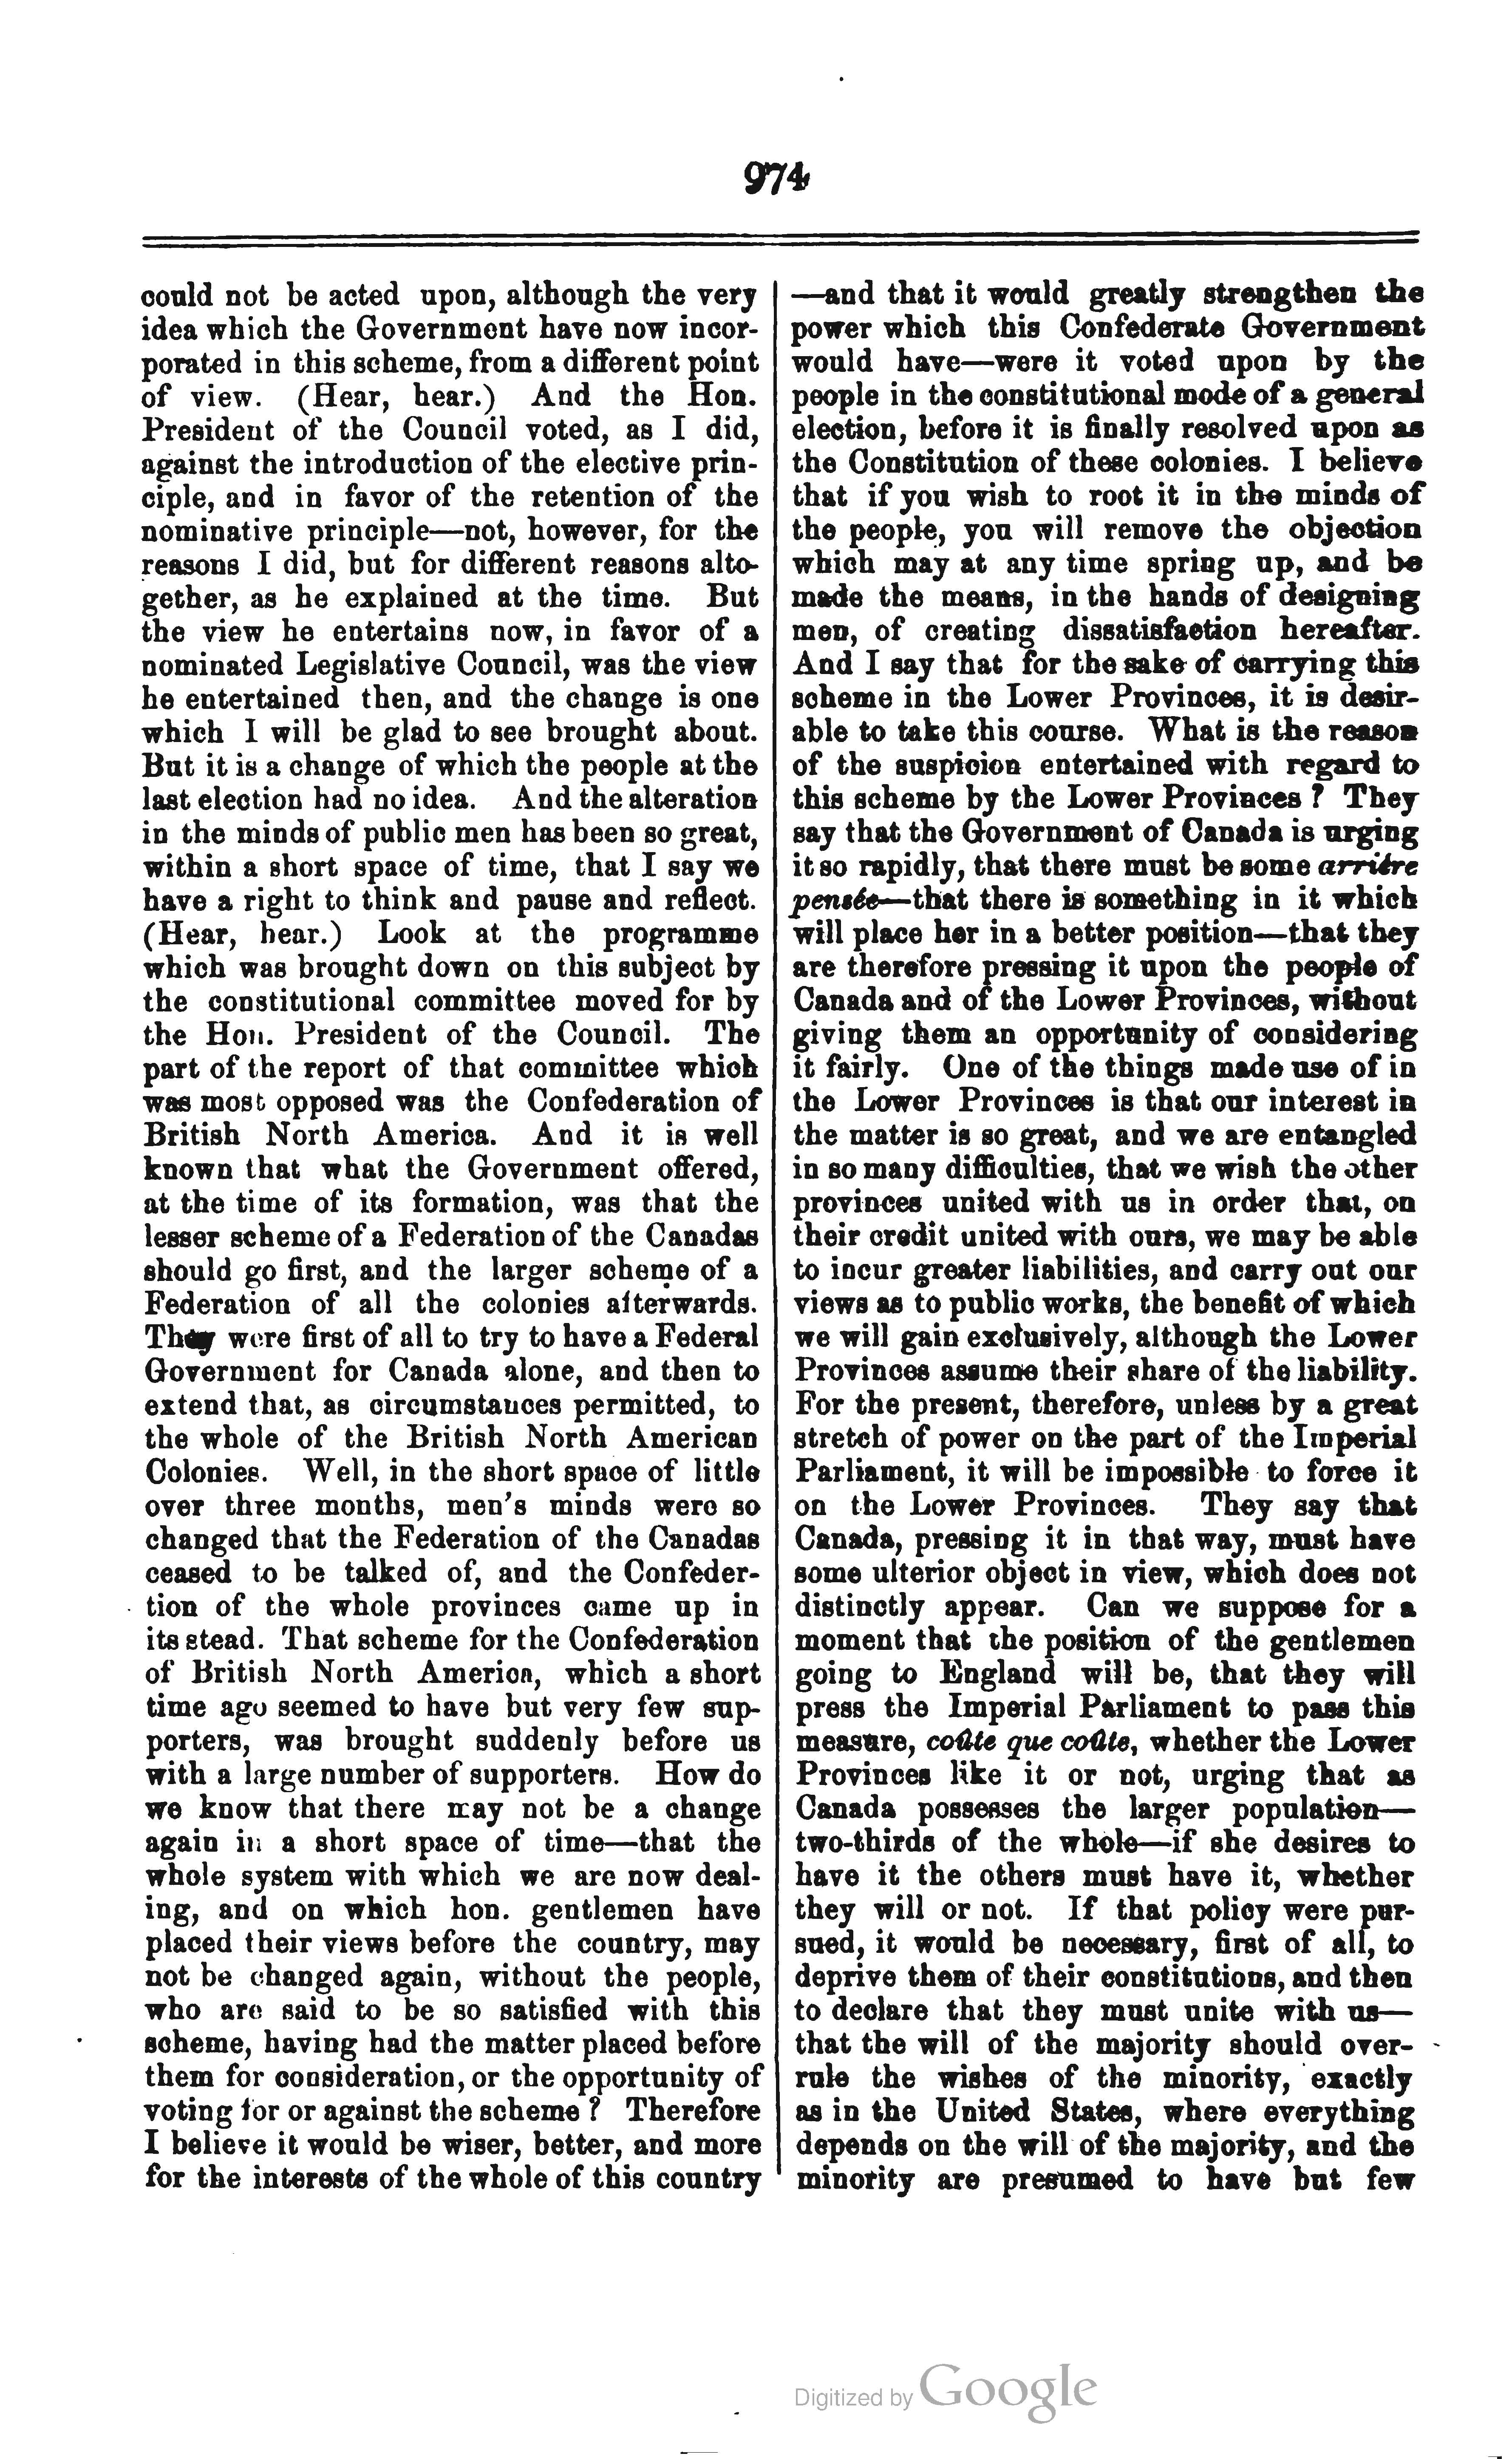 974
could not be acted upon, although the very
idea which the Government have now incor-
porated in this scheme, from a different point
of view. (Hear, hear.) And the Hon.
President of the Council voted, as I did,
against the introduction of the elective prin-
ciple, and in favor of the retention of the
nominative principle—not, however, for the
reasons I did, but for different reasons alto-
gether, as he explained at the time. But
the view he entertains now, in favor of a
nominated Legislative Council, was the view
he entertained then, and the change is one
which I will be glad to see brought about.
But it is a change of which the people at the
last election had no idea. And the alteration
in the minds of public men has been so great,
within a short space of time, that I say we
have a right to think and pause and reflect.
(Hear, hear.) Look at the programme
which was brought down on this subject by
the constitutional committee moved for by
the Hon. President of the Council. The
part of the report of that committee which
was most opposed was the Confederation of
British North America. And it is well
known that what the Government offered,
at the time of its formation, was that the
lesser scheme of a Federation of the Canadas
should go first, and the larger scheme of a
Federation of all the colonies afterwards.
They were first of all to try to have a Federal
Government for Canada alone, and then to
extend that, as circumstances permitted, to
the whole of the British North American
Colonies. Well, in the short space of little
over three months, men's minds were so
changed that the Federation of the Canadas
ceased to be talked of, and the Confeder-
tion of the whole provinces came up in
its stead. That scheme for the Confederation
of British North America, which a short
time ago seemed to have but very few sup-
porters, was brought suddenly before us
with a large number of supporters. How do
we know that there may not be a change
again in a short space of time—that the
whole system with which we are now deal-
ing, and on which hon. gentlemen have
placed their views before the country, may
not be changed again, without the people,
who are said to be so satisfied with this
scheme, having had the matter placed before
them for consideration, or the opportunity of
voting for or against the scheme? Therefore
I believe it would be wiser, better, and more
for the interests of the whole of this country
—and that it would greatly strengthen the
power which this Confederate Government
would have—were it voted upon by the
people in the constitutional mode of a general
election, before it is finally resolved upon as
the Constitution of these colonies. I believe
that if you wish to root it in the minds of
the people, you will remove the objection
which may at any time spring up, and be
made the means, in the hands of designing
men, of creating dissatisfaction hereafter.
And I say that for the sake of carrying this
scheme in the Lower Provinces, it is desir-
able to take this course. What is the reason
of the suspicion entertained with regard to
this scheme by the Lower Provinces? They
say that the Government of Canada is urging
it so rapidly, that there must be some arrière
pensée—that there is something in it which
will place her in a better position—that they
are therefore pressing it upon the people of
Canada and of the Lower Provinces, without
giving them an opportunity of considering
it fairly. One of the things made use of in
the Lower Provinces is that our interest in
the matter is so great, and we are entangled
in so many difficulties, that we wish the other
provinces united with us in order that, on
their credit united with ours, we may be able
to incur greater liabilities, and carry out our
views as to public works, the benefit of which
we will gain exclusively, although the Lower
Provinces assume their share of the liability.
For the present, therefore, unless by a great
stretch of power on the part of the Imperial
Parliament, it will be impossible to force it
on the Lower Provinces. They say that
Canada, pressing it in that way, must have
some ulterior object in view, which does not
distinctly appear. Can we suppose for a
moment that the position of the gentlemen
going to England will be, that they will
press the Imperial Parliament to pass this
measure, coûte que coûte, whether the Lower
Provinces like it or not, urging that as
Canada possesses the larger population—
two-thirds of the whole—if she desires to
have it the others must have it, whether
they will or not. If that policy were pur-
sued, it would be necessary, first of all, to
deprive them of their constitutions, and then
to declare that they must unite with us—
that the will of the majority should over-
rule the wishes of the minority, exactly
as in the United States, where everything
depends on the will of the majority, and the
minority are presumed to have but few
Digitized by Google